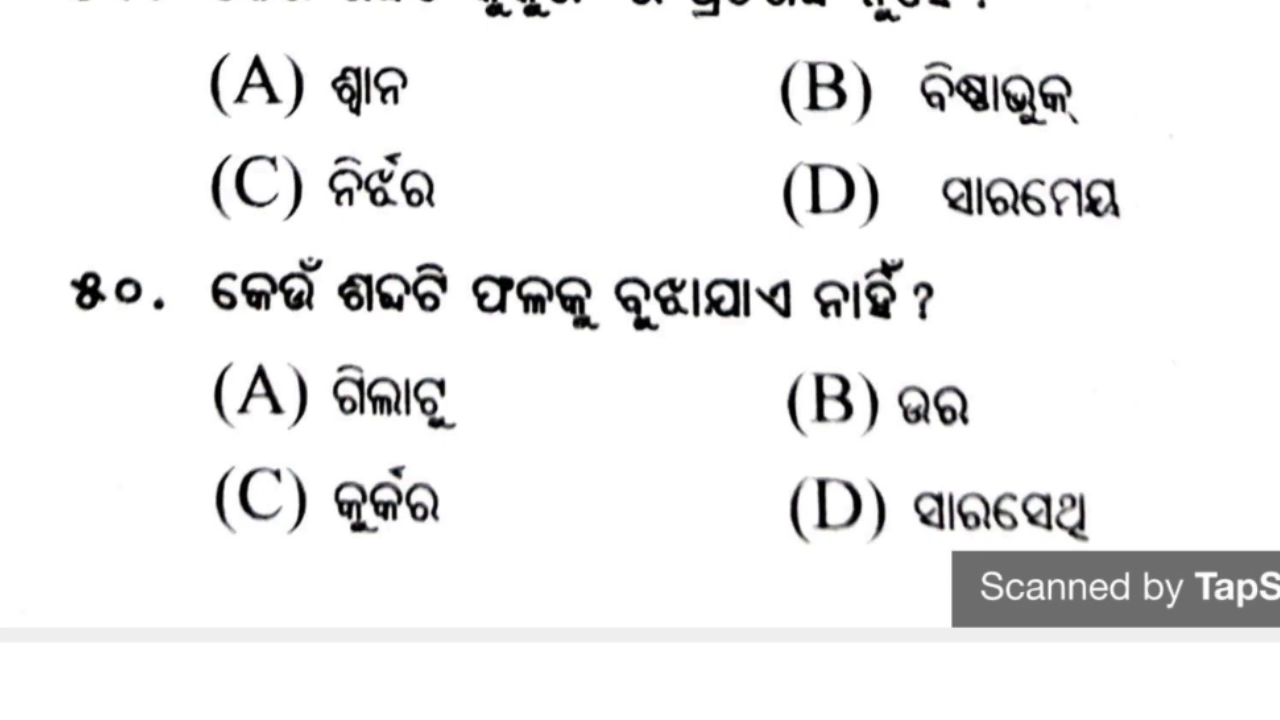 (A) ଶ୍ୱାନ (B) ବିଷ୍ଠାଭୁକ୍
(C) ନିର୍ଝର (D) ସାରମେୟ
୫୦. କେଉଁ ଶବ୍ଦଟି ଫଳକୁ ବୁଝାଯାଏ ନାହିଁ ?
(A) ଗିଲାଟୁ (B) ଉର
(C) କୁର୍କର (D) ସାରସେଥି
Scanned by TapS